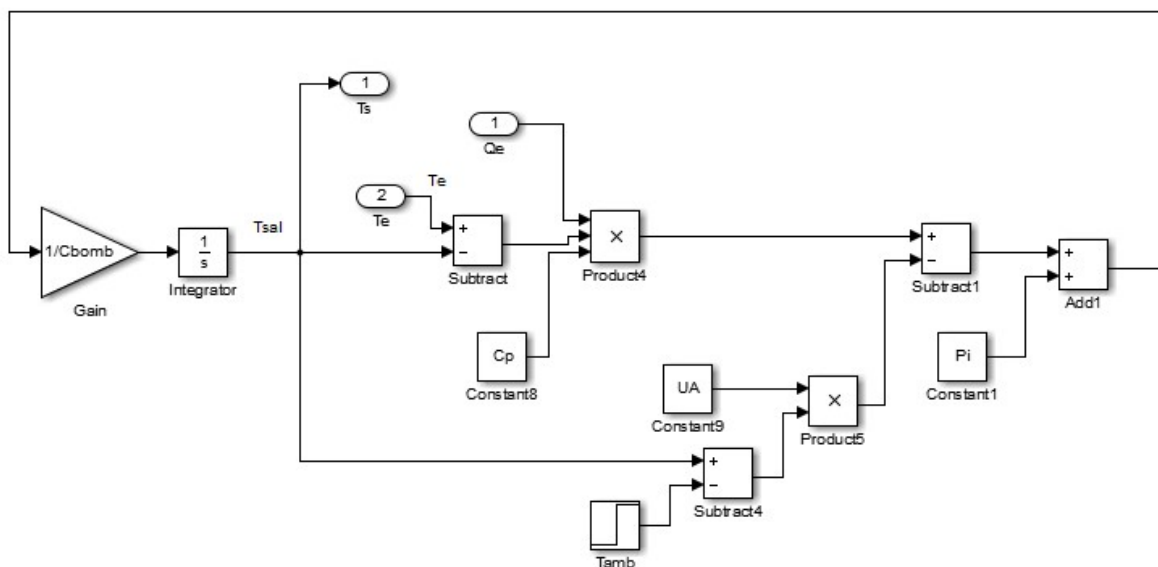 1
Ts
1
Qe
2
Te
Te
+
−
Subtract
×
Product4
1/Cbomb
Gain
1
s
Integrator
Tsal
+
−
Subtract1
+
+
Add1
Cp
Constant8
UA
Constant9
×
Product5
Pi
Constant1
+
−
Subtract4
Tamb